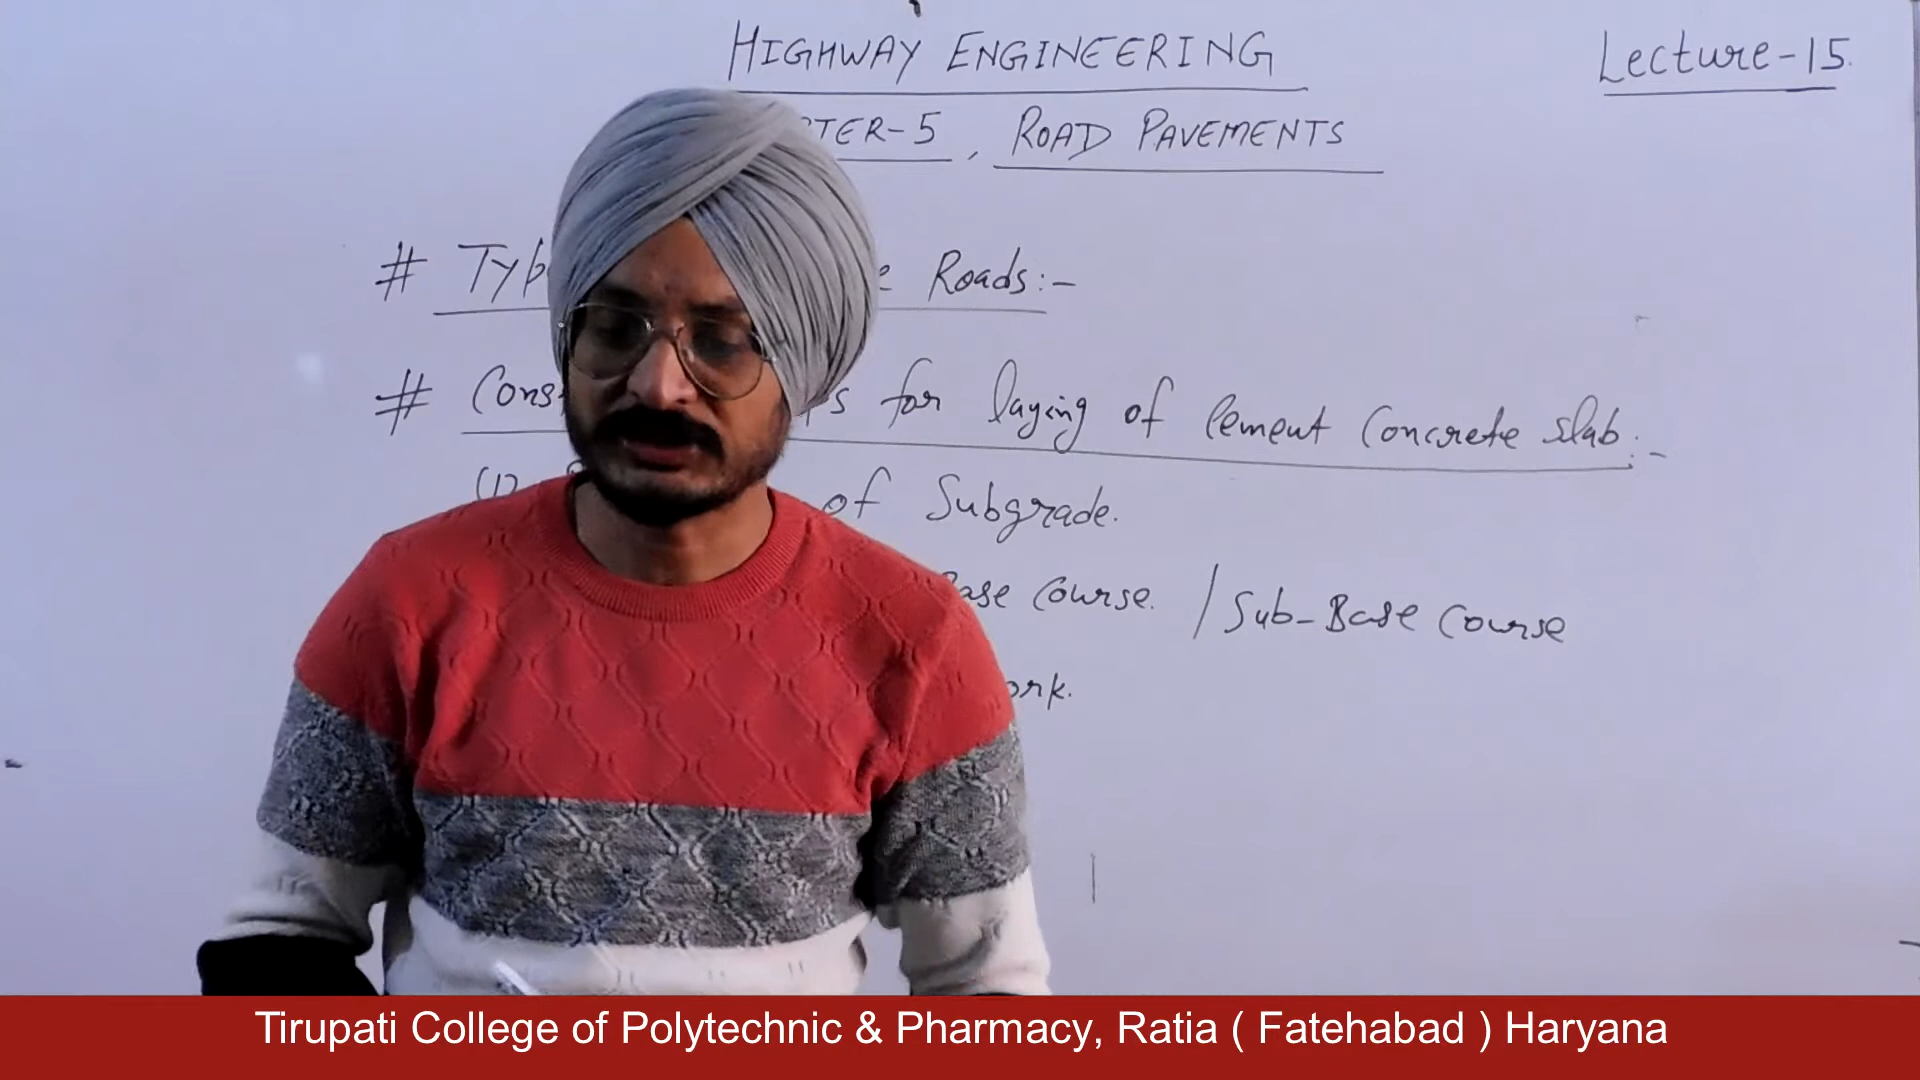 HIGHWAY ENGINEERING
Lecture-15.
TER-5, ROAD PAVEMENTS
# Typ e Roads:-
# Cons s for laying of Cement Concrete slab:-
(1) of Subgrade.
ase Course. / Sub-Base Course
ork.
Tirupati College of Polytechnic & Pharmacy, Ratia ( Fatehabad ) Haryana